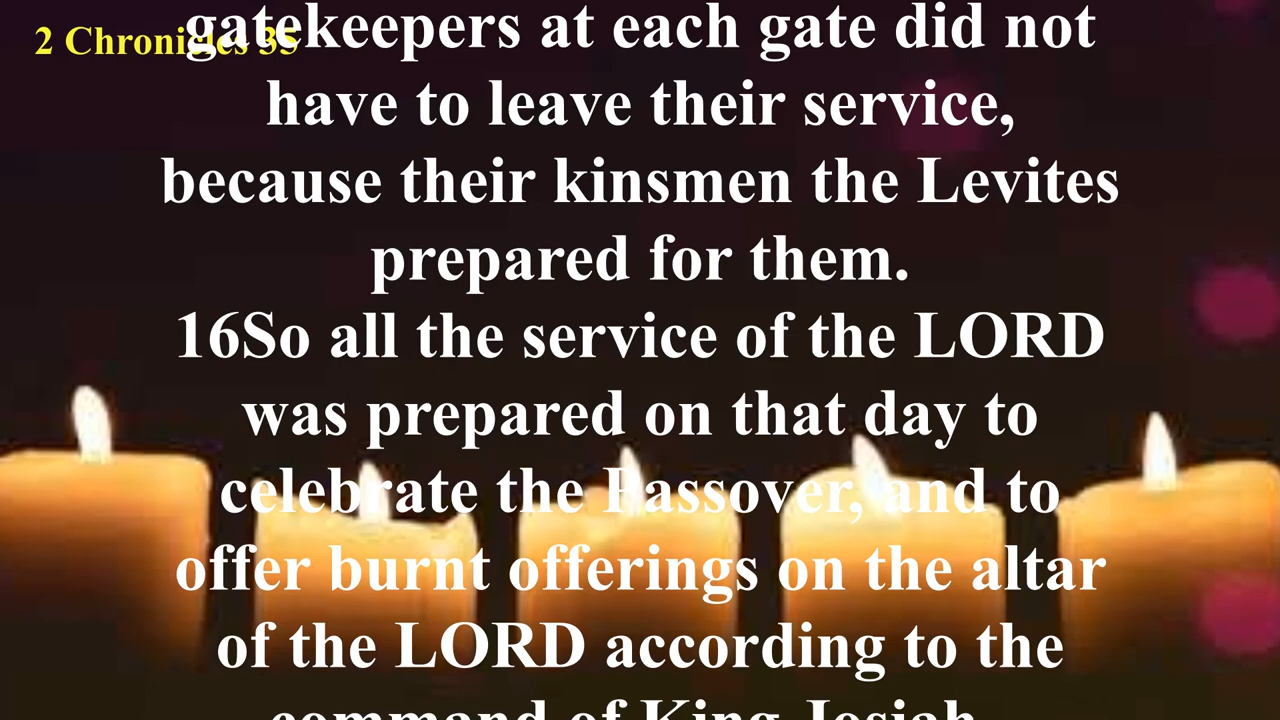 2 Chronicles 35
gatekeepers at each gate did not
have to leave their service,
because their kinsmen the Levites
prepared for them.
16So all the service of the LORD
was prepared on that day to
celebrate the Passover, and to
offer burnt offerings on the altar
of the LORD according to the
command of King Josiah.